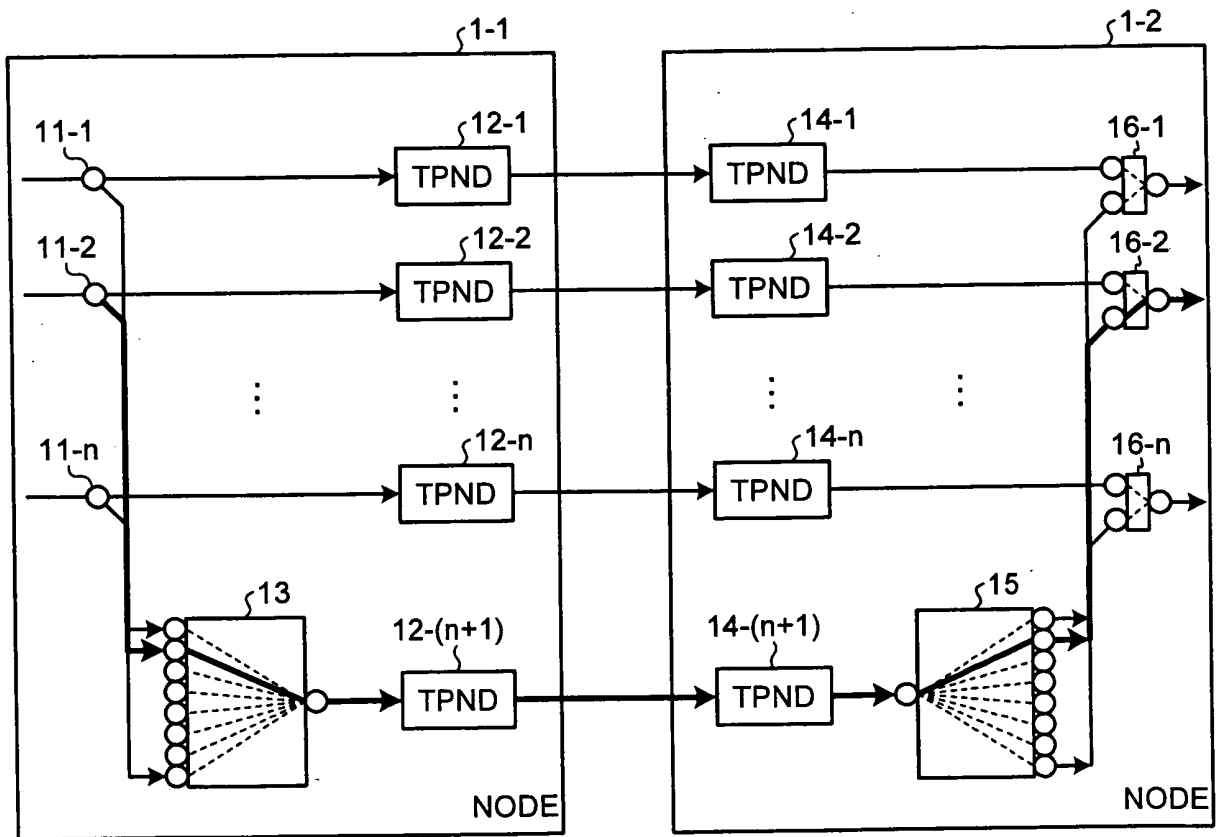 1-1
1-2
11-1
12-1
14-1
16-1
TPND
TPND
11-2
12-2
14-2
16-2
TPND
TPND
11-n
12-n
14-n
16-n
TPND
TPND
13
12-(n+1)
14-(n+1)
15
TPND
TPND
NODE
NODE